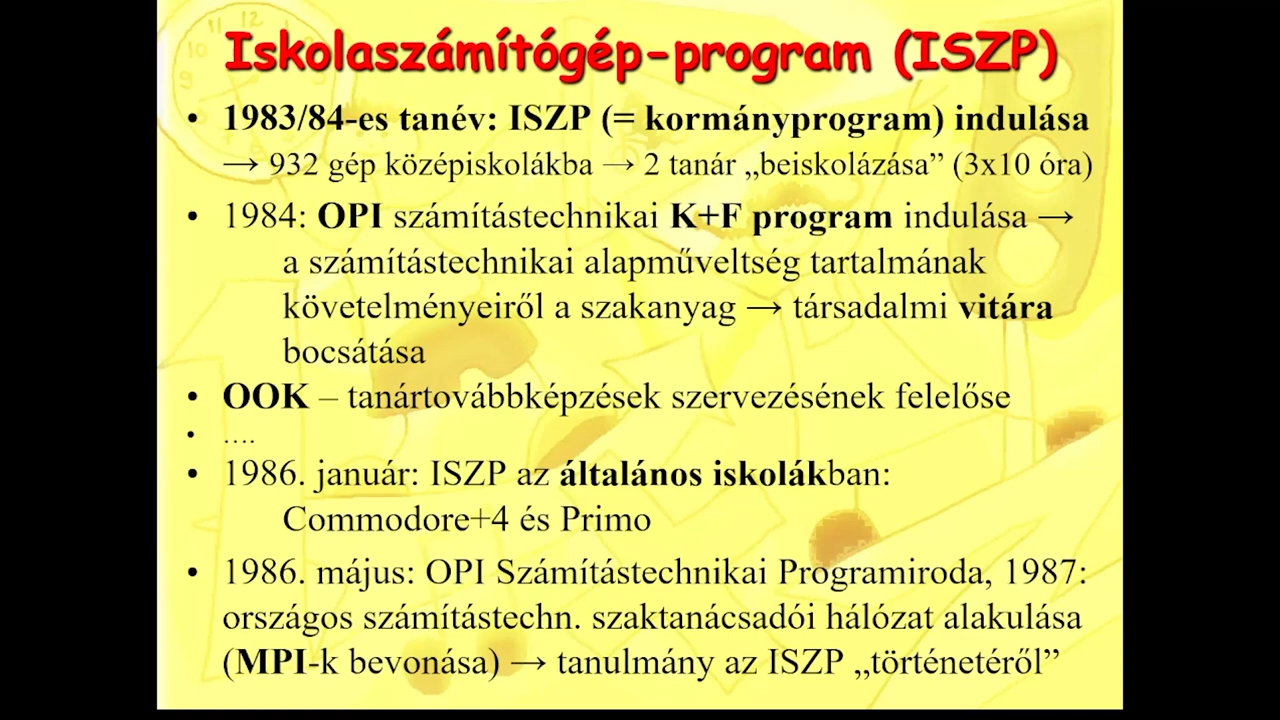 Iskolaszámítógép-program (ISZP)
• 1983/84-es tanév: ISZP (= kormányprogram) indulása
→ 932 gép középiskolákba → 2 tanár „beiskolázása” (3x10 óra)
• 1984: OPI számítástechnikai K+F program indulása →
a számítástechnikai alapműveltség tartalmának
követelményeiről a szakanyag → társadalmi vitára
bocsátása
• OOK – tanártovábbképzések szervezésének felelőse
• ….
• 1986. január: ISZP az általános iskolákban:
Commodore+4 és Primo
• 1986. május: OPI Számítástechnikai Programiroda, 1987:
országos számítástechn. szaktanácsadói hálózat alakulása
(MPI-k bevonása) → tanulmány az ISZP „történetéről”